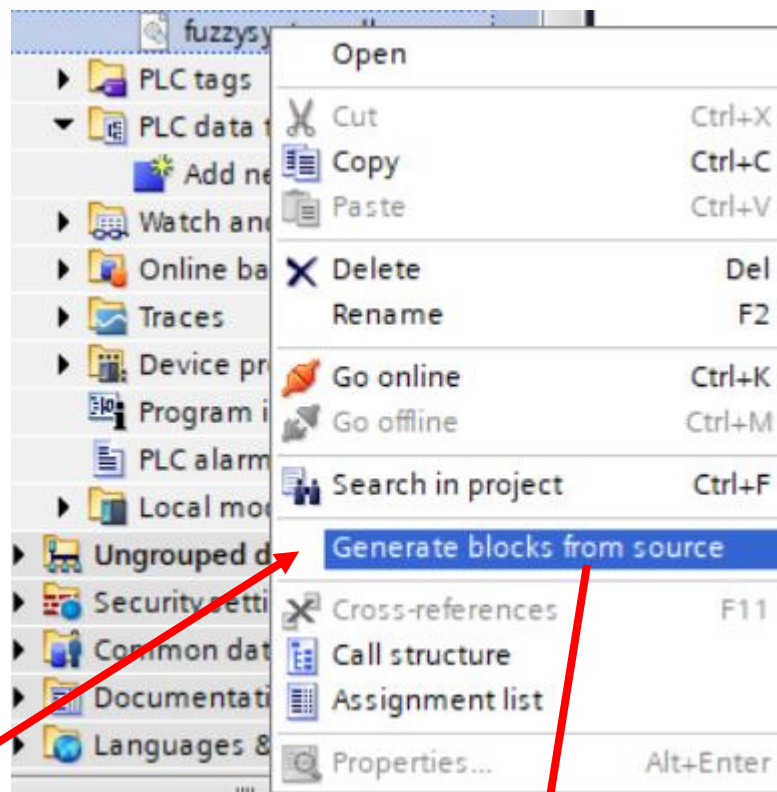 fuzzysy
PLC tags
PLC data t
Add ne
Watch and
Online ba
Traces
Device pr
Program i
PLC alarm
Local mod
Ungrouped d
Security setti
Common dat
Documentati
Languages &
Open
Cut Ctrl+X
Copy Ctrl+C
Paste Ctrl+V
Delete Del
Rename F2
Go online Ctrl+K
Go offline Ctrl+M
Search in project Ctrl+F
Generate blocks from source
Cross-references F11
Call structure
Assignment list
Properties... Alt+Enter